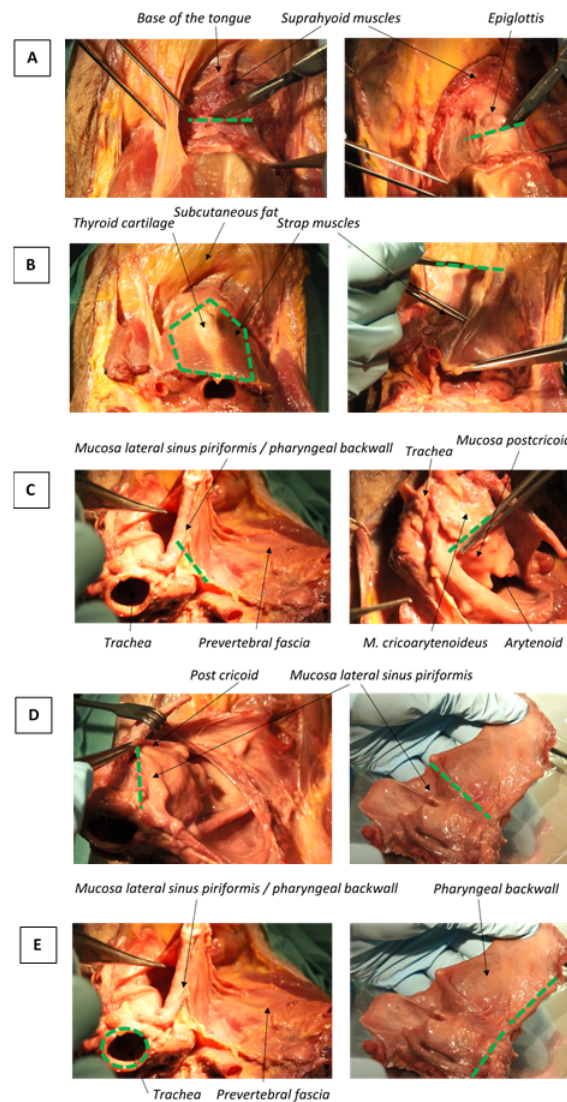 Base of the tongue
Suprahyoid muscles
Epiglottis
A
Subcutaneous fat
Thyroid cartilage
Strap muscles
B
Mucosa postcricoid
Mucosa lateral sinus piriformis / pharyngeal backwall
Trachea
C
Trachea
Prevertebral fascia
M. cricoarytenoideus
Arytenoid
Post cricoid
Mucosa lateral sinus piriformis
D
Mucosa lateral sinus piriformis / pharyngeal backwall
Pharyngeal backwall
E
Trachea
Prevertebral fascia